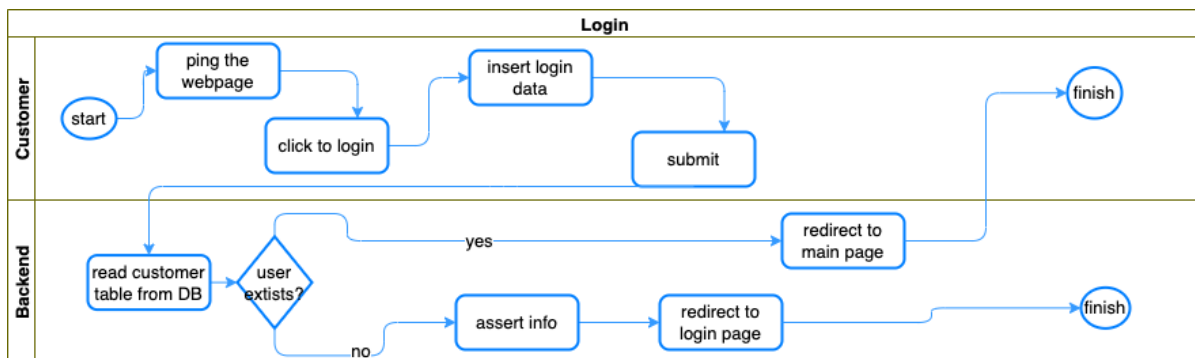 Login
Customer
start
ping the
webpage
click to login
insert login
data
submit
finish
Backend
read customer
table from DB
user
extists?
yes
redirect to
main page
no
assert info
redirect to
login page
finish